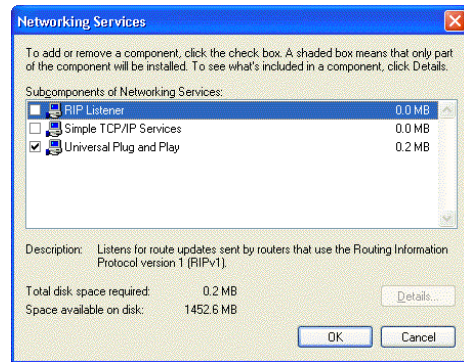 Networking Services
To add or remove a component, click the check box. A shaded box means that only part
of the component will be installed. To see what's included in a component, click Details.
Subcomponents of Networking Services:
RIP Listener 0.0 MB
Simple TCP/IP Services 0.0 MB
Universal Plug and Play 0.2 MB
Description: Listens for route updates sent by routers that use the Routing Information
Protocol version 1 (RIPv1).
Total disk space required: 0.2 MB
Space available on disk: 1452.6 MB
Details...
OK Cancel